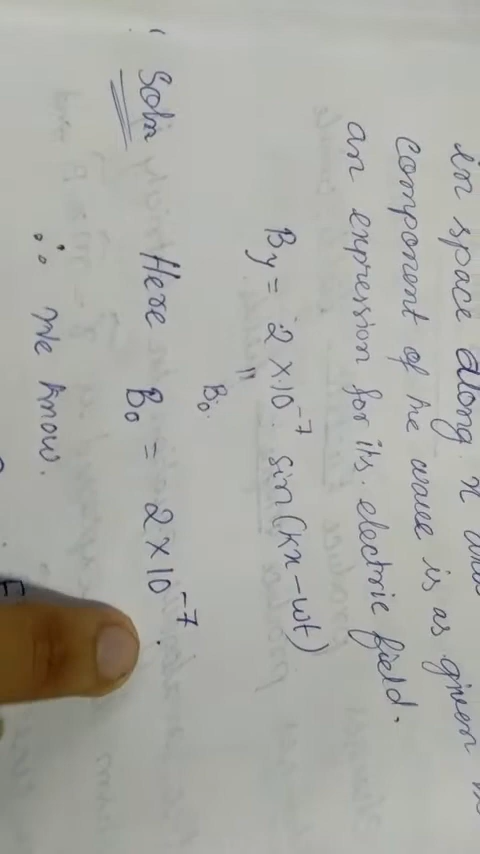 in space along x
component of the wave is as given
an expression for its electric field.
By = 2 × 10⁻⁷ sin(kx - wt)
"
B₀.
Soln Here B₀ = 2 × 10⁻⁷.
∴ We know.
E